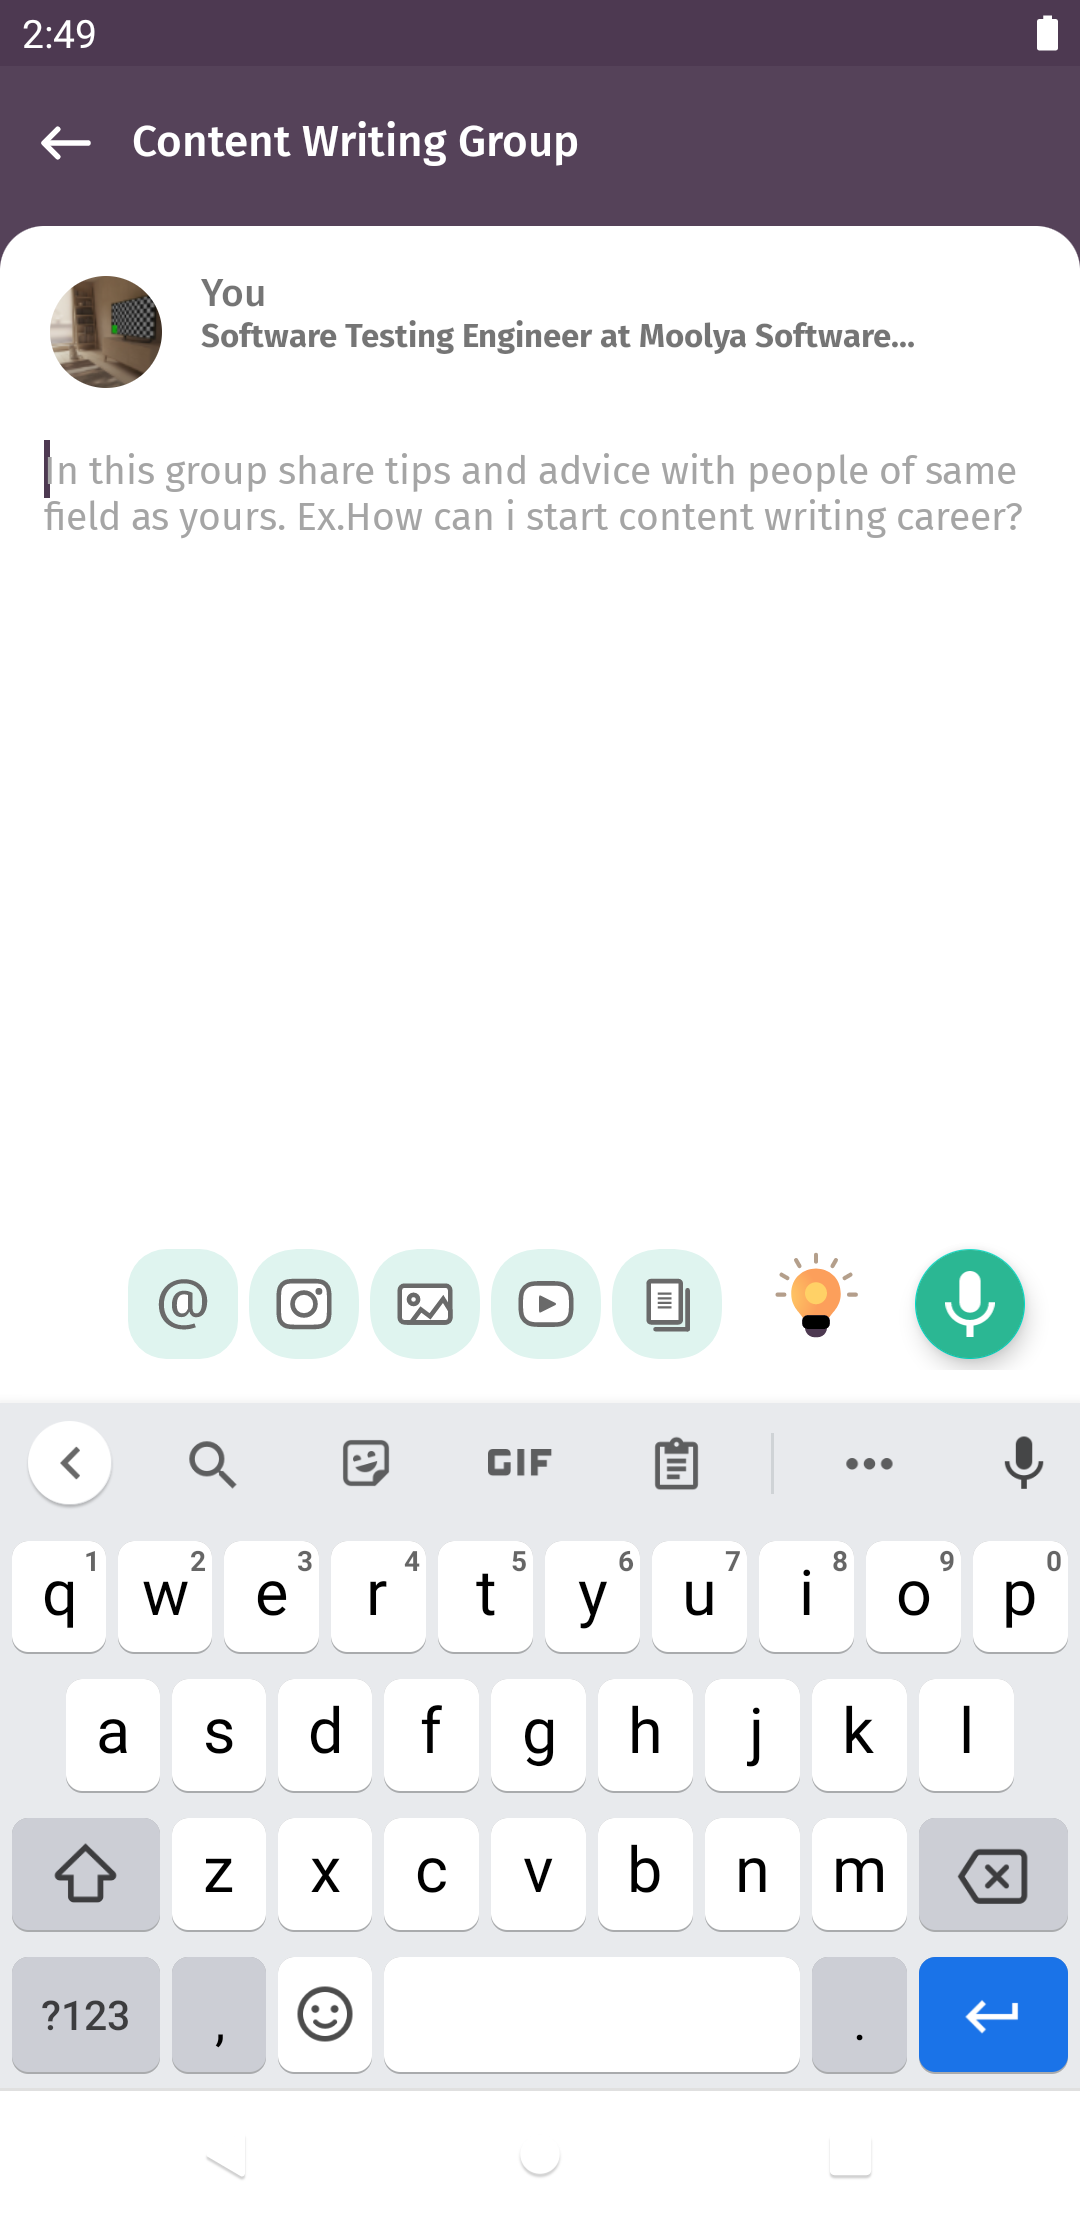 2:49
Content Writing Group
You
Software Testing Engineer at Moolya Software...
In this group share tips and advice with people of same
field as yours. Ex.How can i start content writing career?
@
GIF
q 1 w 2 e 3 r 4 t 5 y 6 u 7 i 8 o 9 p 0
a s d f g h j k l
z x c v b n m
?123 , .